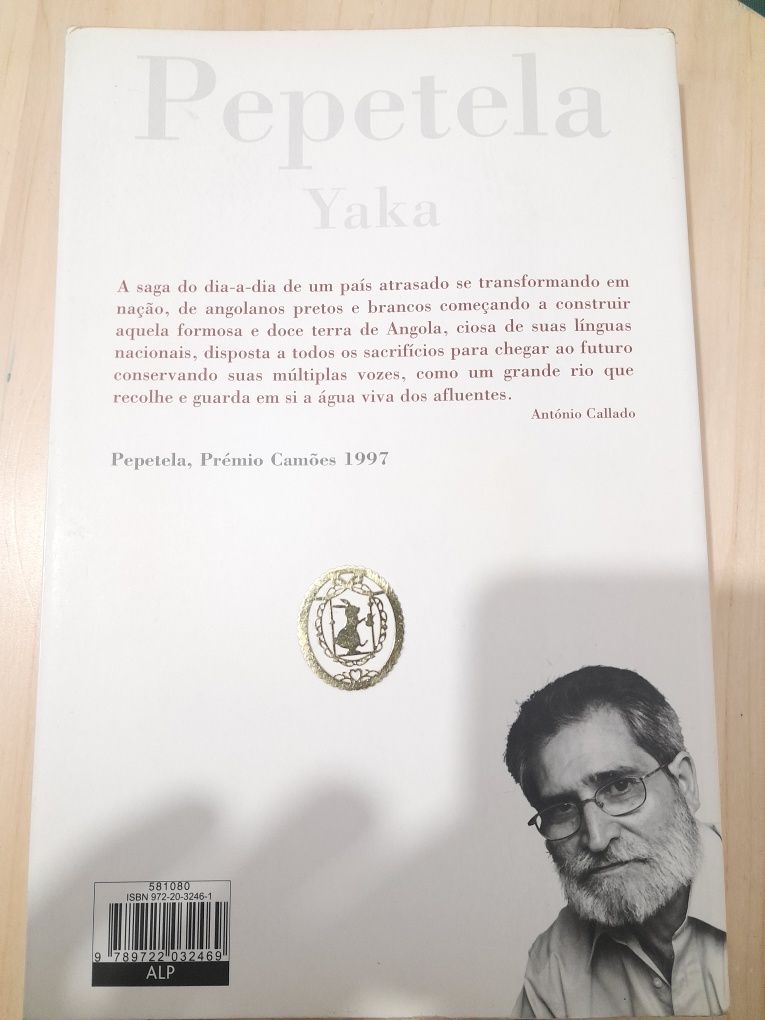 Pepetela
Yaka
A saga do dia-a-dia de um país atrasado se transformando em
nação, de angolanos pretos e brancos começando a construir
aquela formosa e doce terra de Angola, ciosa de suas línguas
nacionais, disposta a todos os sacrifícios para chegar ao futuro
conservando suas múltiplas vozes, como um grande rio que
recolhe e guarda em si a água viva dos afluentes.
António Callado
Pepetela, Prémio Camões 1997
581080
ISBN 972-20-3246-1
9 789722 032469
ALP